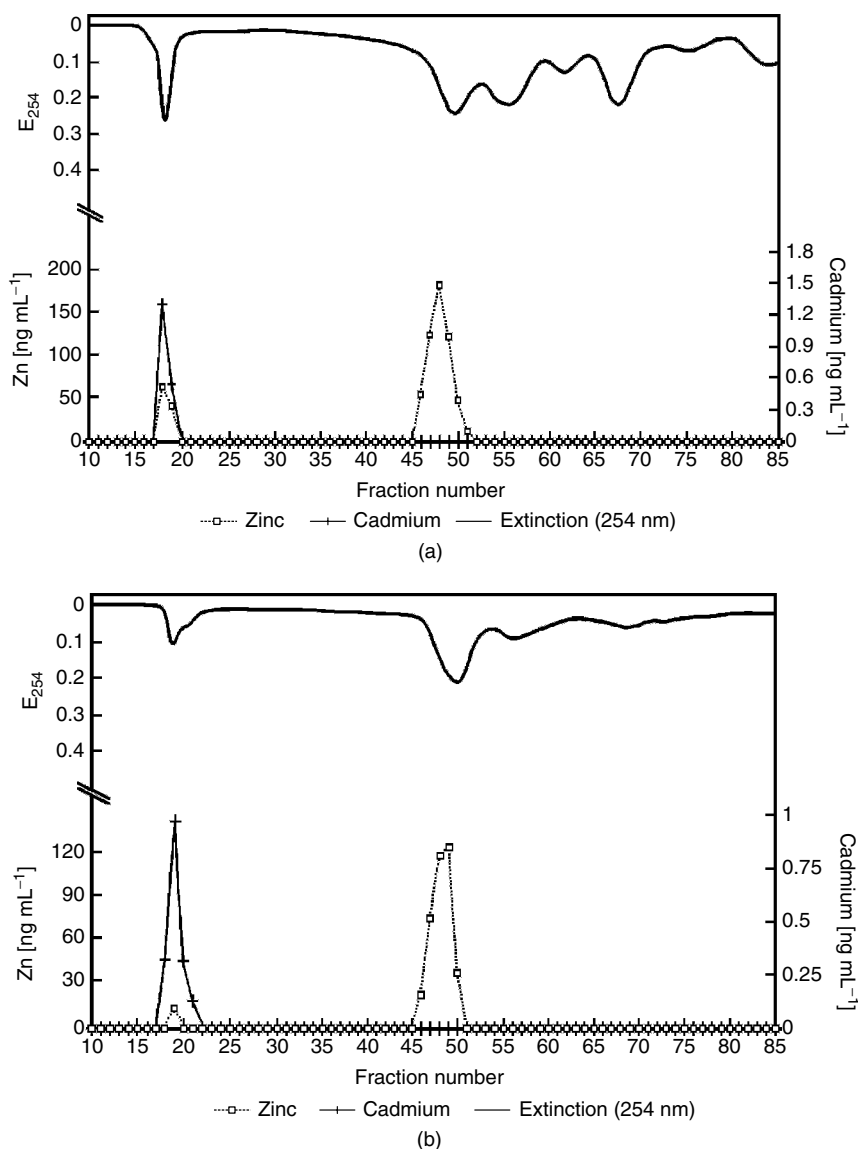 0
0.1
0.2
0.3
0.4
E254
200
150
100
50
0
Zn [ng mL−1]
1.8
1.5
1.2
0.9
0.6
0.3
0
Cadmium [ng mL−1]
10 15 20 25 30 35 40 45 50 55 60 65 70 75 80 85
Fraction number
Zinc Cadmium Extinction (254 nm)
(a)
0
0.1
0.2
0.3
0.4
E254
120
90
60
30
0
Zn [ng mL−1]
1
0.75
0.5
0.25
0
Cadmium [ng mL−1]
10 15 20 25 30 35 40 45 50 55 60 65 70 75 80 85
Fraction number
Zinc Cadmium Extinction (254 nm)
(b)